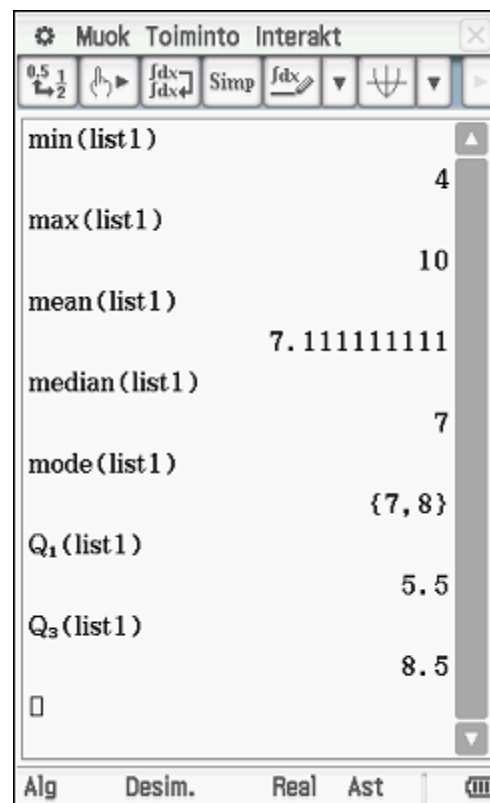 Muok Toiminto Interakt
0.5 1 2 ∫dx ∫dx Simp ∫dx
min(list1)
4
max(list1)
10
mean(list1)
7.111111111
median(list1)
7
mode(list1)
{7,8}
Q₁(list1)
5.5
Q₃(list1)
8.5
Alg Desim. Real Ast